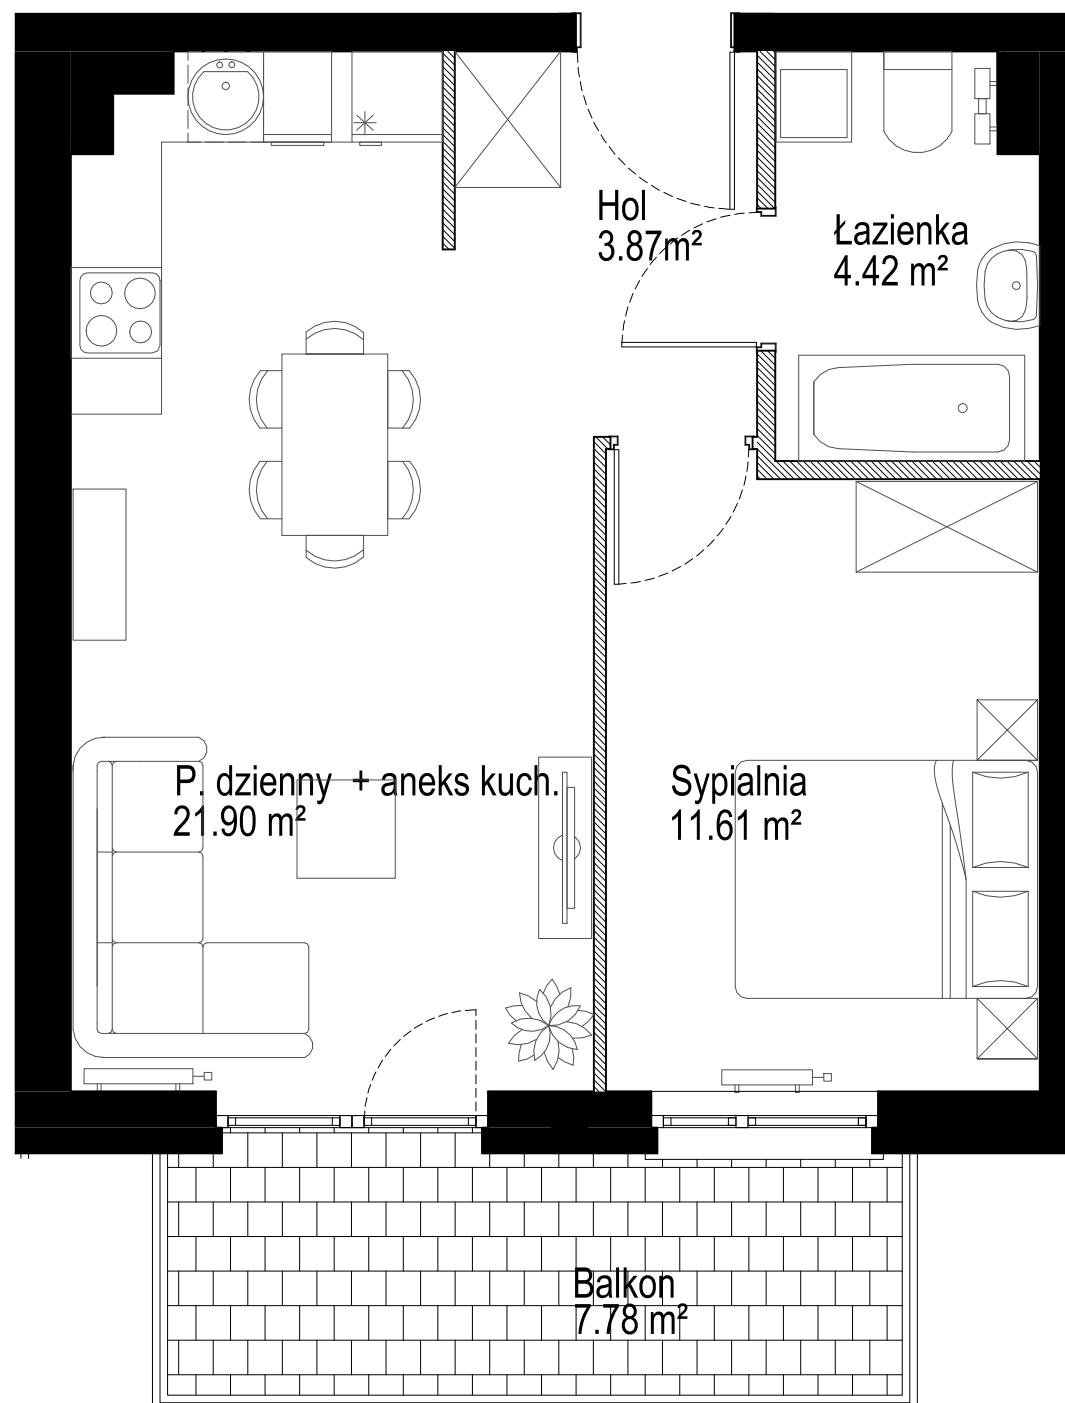 Hol
3.87m²
Łazienka
4.42 m²
P. dzienny + aneks kuch.
21.90 m²
Sypialnia
11.61 m²
Balkon
7.78 m²